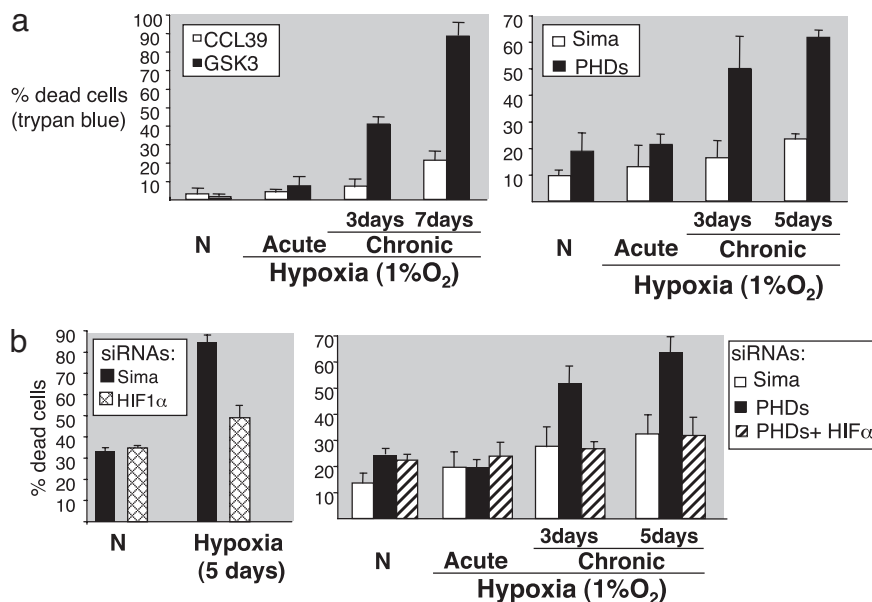 a
% dead cells
(trypan blue)
100
90
80
70
60
50
40
30
20
10
CCL39
GSK3
N
Acute
3days 7days
Chronic
Hypoxia (1%O₂)
70
60
50
40
30
20
10
Sima
PHDs
N
Acute
3days 5days
Chronic
Hypoxia (1%O₂)
b
% dead cells
90
80
70
60
50
40
30
20
10
siRNAs:
Sima
HIF1α
N
Hypoxia
(5 days)
70
60
50
40
30
20
10
N
Acute
3days 5days
Chronic
Hypoxia (1%O₂)
siRNAs:
Sima
PHDs
PHDs+ HIFα